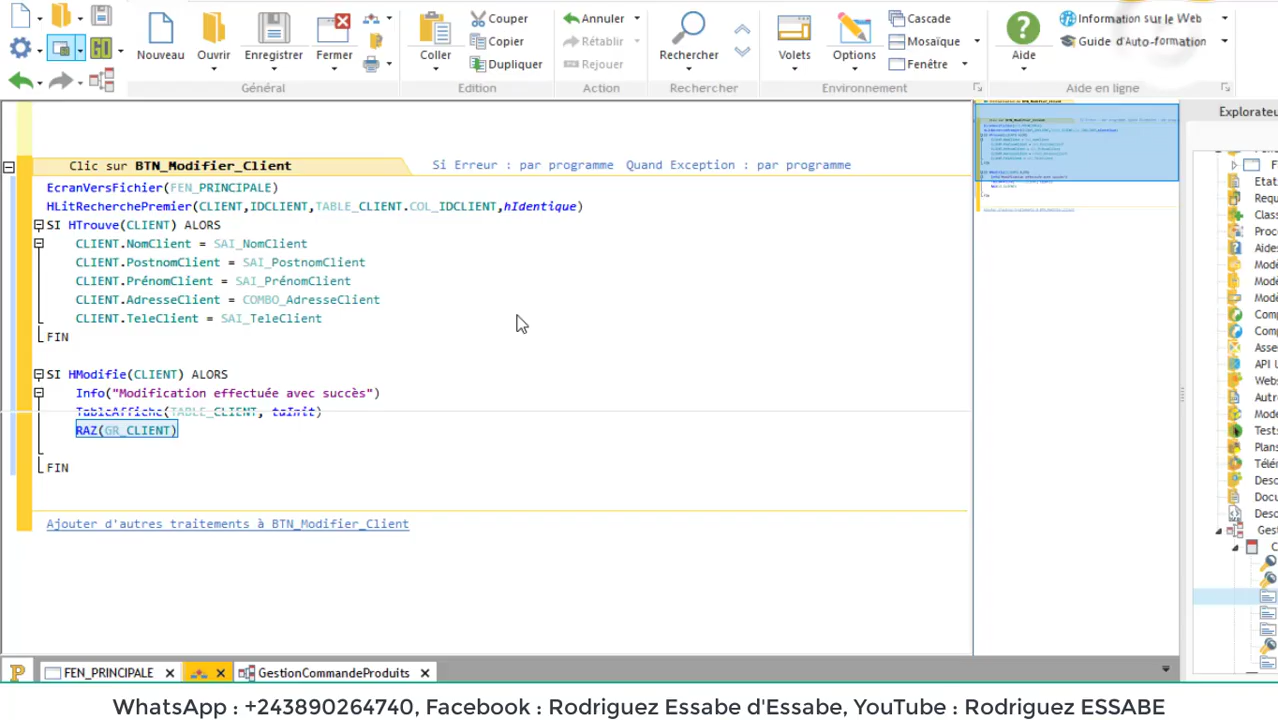 Couper
Copier
Dupliquer
Annuler
Rétablir
Rejouer
Cascade
Mosaïque
Fenêtre
Information sur le Web
Guide d'Auto-formation
Nouveau
Ouvrir
Enregistrer
Fermer
Coller
Rechercher
Volets
Options
Aide
Général
Edition
Action
Rechercher
Environnement
Aide en ligne
Explorateu
Clic sur BTN_Modifier_Client
Si Erreur : par programme Quand Exception : par programme
EcranVersFichier(FEN_PRINCIPALE)
HLitRecherchePremier(CLIENT,IDCLIENT,TABLE_CLIENT.COL_IDCLIENT,hIdentique)
SI HTrouve(CLIENT) ALORS
CLIENT.NomClient = SAI_NomClient
CLIENT.PostnomClient = SAI_PostnomClient
CLIENT.PrénomClient = SAI_PrénomClient
CLIENT.AdresseClient = COMBO_AdresseClient
CLIENT.TeleClient = SAI_TeleClient
FIN
SI HModifie(CLIENT) ALORS
Info("Modification effectuée avec succès")
TableAffiche(TABLE_CLIENT, taInit)
RAZ(GR_CLIENT)
FIN
Ajouter d'autres traitements à BTN_Modifier_Client
F
Etat
Requ
Class
Proce
Aides
Modè
Modè
Modè
Comp
Comp
Asse
API U
Webs
Autre
Mode
Tests
Plans
Télé
Desc
Docu
Desc
Gest
C
FEN_PRINCIPALE
GestionCommandeProduits
WhatsApp : +243890264740, Facebook : Rodriguez Essabe d'Essabe, YouTube : Rodriguez ESSABE